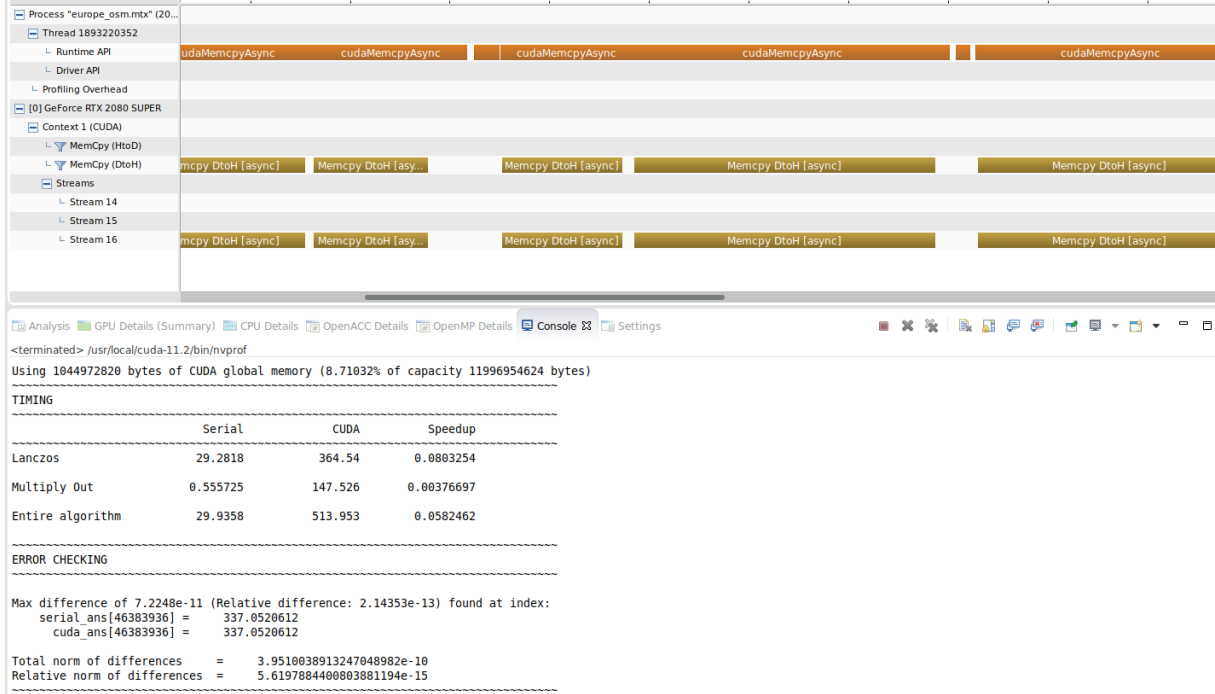 Process "europe_osm.mtx" (20...
Thread 1893220352
Runtime API udaMemcpyAsync cudaMemcpyAsync cudaMemcpyAsync cudaMemcpyAsync cudaMemcpyAsync
Driver API
Profiling Overhead
[0] GeForce RTX 2080 SUPER
Context 1 (CUDA)
MemCpy (HtoD)
MemCpy (DtoH) mcpy DtoH [async] Memcpy DtoH [asy... Memcpy DtoH [async] Memcpy DtoH [async] Memcpy DtoH [async]
Streams
Stream 14
Stream 15
Stream 16 mcpy DtoH [async] Memcpy DtoH [asy... Memcpy DtoH [async] Memcpy DtoH [async] Memcpy DtoH [async]
Analysis GPU Details (Summary) CPU Details OpenACC Details OpenMP Details Console Settings
<terminated> /usr/local/cuda-11.2/bin/nvprof
Using 1044972820 bytes of CUDA global memory (8.71032% of capacity 11996954624 bytes)
~~~~~~~~~~~~~~~~~~~~~~~~~~~~~~~~~~~~~~~~~~~~~~~~~~~~~~~~~~~~~~~~~~~~~~~~~~~~~~~~
TIMING
~~~~~~~~~~~~~~~~~~~~~~~~~~~~~~~~~~~~~~~~~~~~~~~~~~~~~~~~~~~~~~~~~~~~~~~~~~~~~~~~
Serial CUDA Speedup
~~~~~~~~~~~~~~~~~~~~~~~~~~~~~~~~~~~~~~~~~~~~~~~~~~~~~~~~~~~~~~~~~~~~~~~~~~~~~~~~
Lanczos 29.2818 364.54 0.0803254
Multiply Out 0.555725 147.526 0.00376697
Entire algorithm 29.9358 513.953 0.0582462
~~~~~~~~~~~~~~~~~~~~~~~~~~~~~~~~~~~~~~~~~~~~~~~~~~~~~~~~~~~~~~~~~~~~~~~~~~~~~~~~
ERROR CHECKING
~~~~~~~~~~~~~~~~~~~~~~~~~~~~~~~~~~~~~~~~~~~~~~~~~~~~~~~~~~~~~~~~~~~~~~~~~~~~~~~~
Max difference of 7.2248e-11 (Relative difference: 2.14353e-13) found at index:
serial_ans[46383936] = 337.0520612
cuda_ans[46383936] = 337.0520612
Total norm of differences = 3.9510038913247048982e-10
Relative norm of differences = 5.6197884400803881194e-15
~~~~~~~~~~~~~~~~~~~~~~~~~~~~~~~~~~~~~~~~~~~~~~~~~~~~~~~~~~~~~~~~~~~~~~~~~~~~~~~~